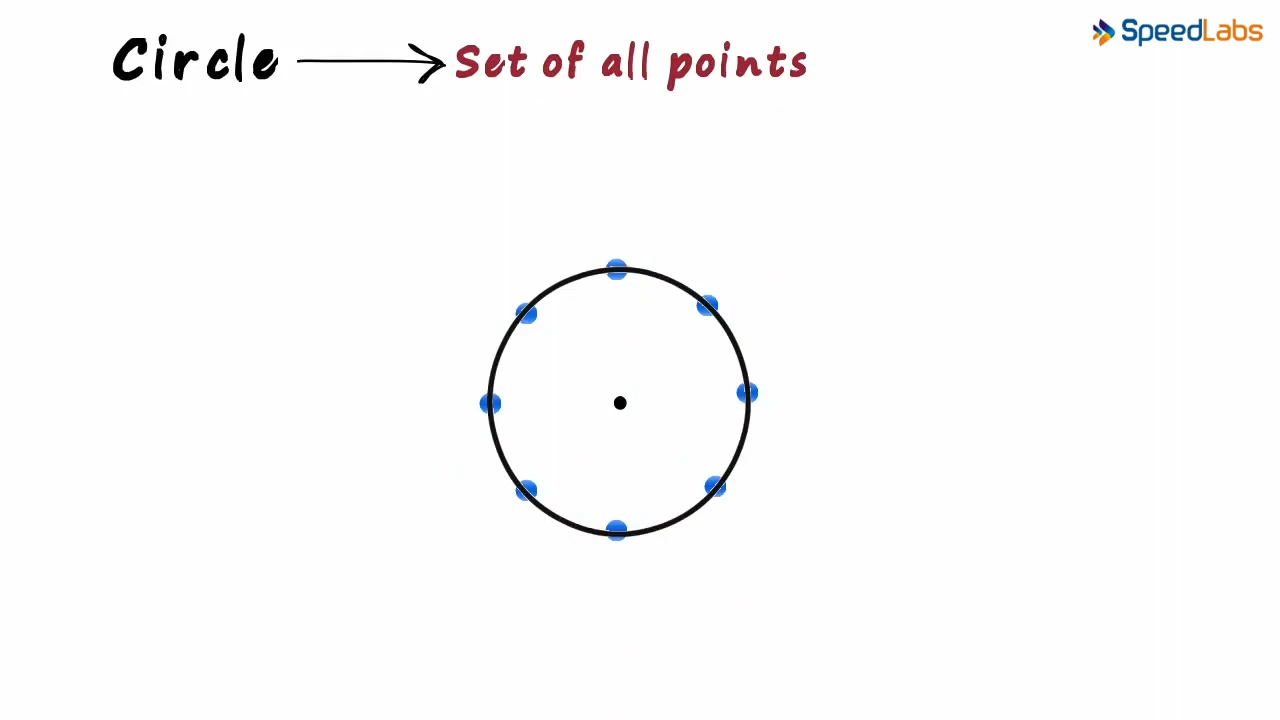 Circle → Set of all points
SpeedLabs